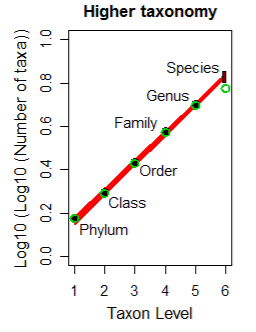 Higher taxonomy
Log10 (Log10 (Number of taxa))
1.0
0.8
0.6
0.4
0.2
0.0
Species
Genus
Family
Order
Class
Phylum
1 2 3 4 5 6
Taxon Level